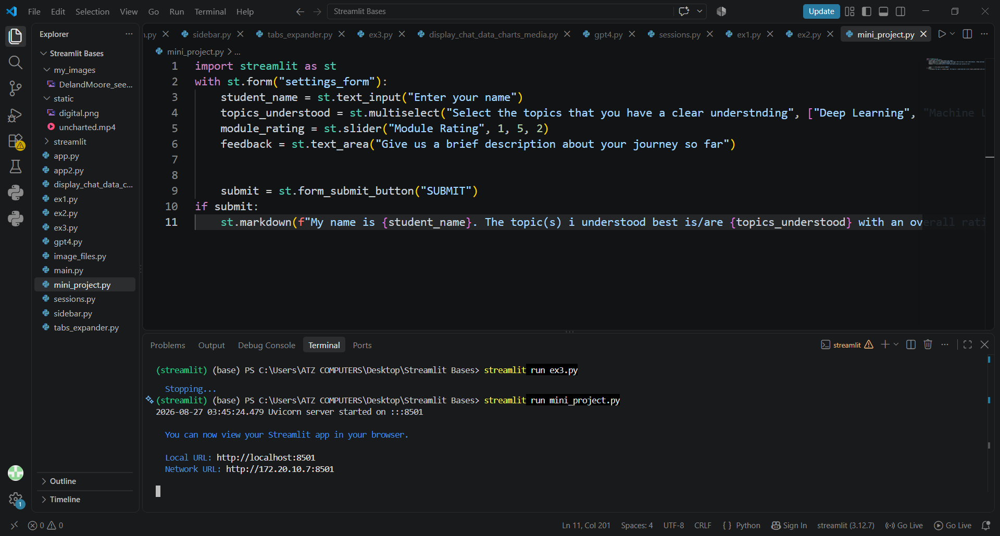 File Edit Selection View Go Run Terminal Help
Streamlit Bases
Update
Explorer
Streamlit Bases
my_images
DelandMoore_see...
static
digital.png
uncharted.mp4
streamlit
app.py
app2.py
display_chat_data_c...
ex1.py
ex2.py
ex3.py
gpt4.py
image_files.py
main.py
mini_project.py
sessions.py
sidebar.py
tabs_expander.py
Outline
Timeline
1
.py sidebar.py tabs_expander.py ex3.py display_chat_data_charts_media.py gpt4.py sessions.py ex1.py ex2.py mini_project.py
mini_project.py > ...
1 import streamlit as st
2 with st.form("settings_form"):
3 student_name = st.text_input("Enter your name")
4 topics_understood = st.multiselect("Select the topics that you have a clear understnding", ["Deep Learning", "Machine L
5 module_rating = st.slider("Module Rating", 1, 5, 2)
6 feedback = st.text_area("Give us a brief description about your journey so far")
7
8
9 submit = st.form_submit_button("SUBMIT")
10 if submit:
11 st.markdown(f"My name is {student_name}. The topic(s) i understood best is/are {topics_understood} with an overall rati
Problems Output Debug Console Terminal Ports
streamlit
(streamlit) (base) PS C:\Users\ATZ COMPUTERS\Desktop\Streamlit Bases> streamlit run ex3.py
Stopping...
(streamlit) (base) PS C:\Users\ATZ COMPUTERS\Desktop\Streamlit Bases> streamlit run mini_project.py
2026-08-27 03:45:24.479 Uvicorn server started on :::8501
You can now view your Streamlit app in your browser.
Local URL: http://localhost:8501
Network URL: http://172.20.10.7:8501
0 0 Ln 11, Col 201 Spaces: 4 UTF-8 CRLF { } Python Sign In streamlit (3.12.7) Go Live Go Live